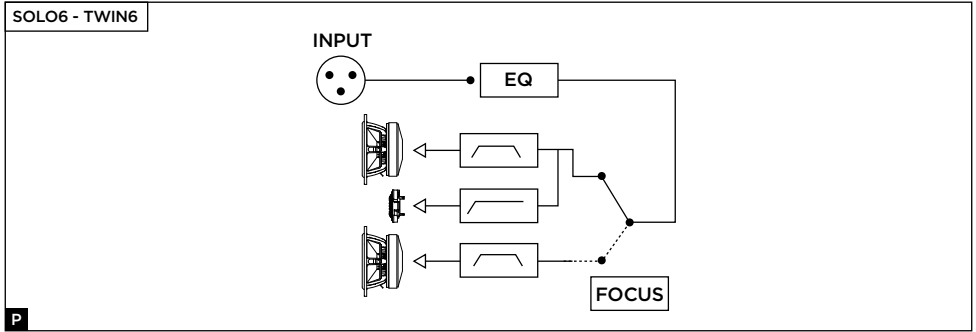 SOLO6 - TWIN6
INPUT
EQ
FOCUS
P